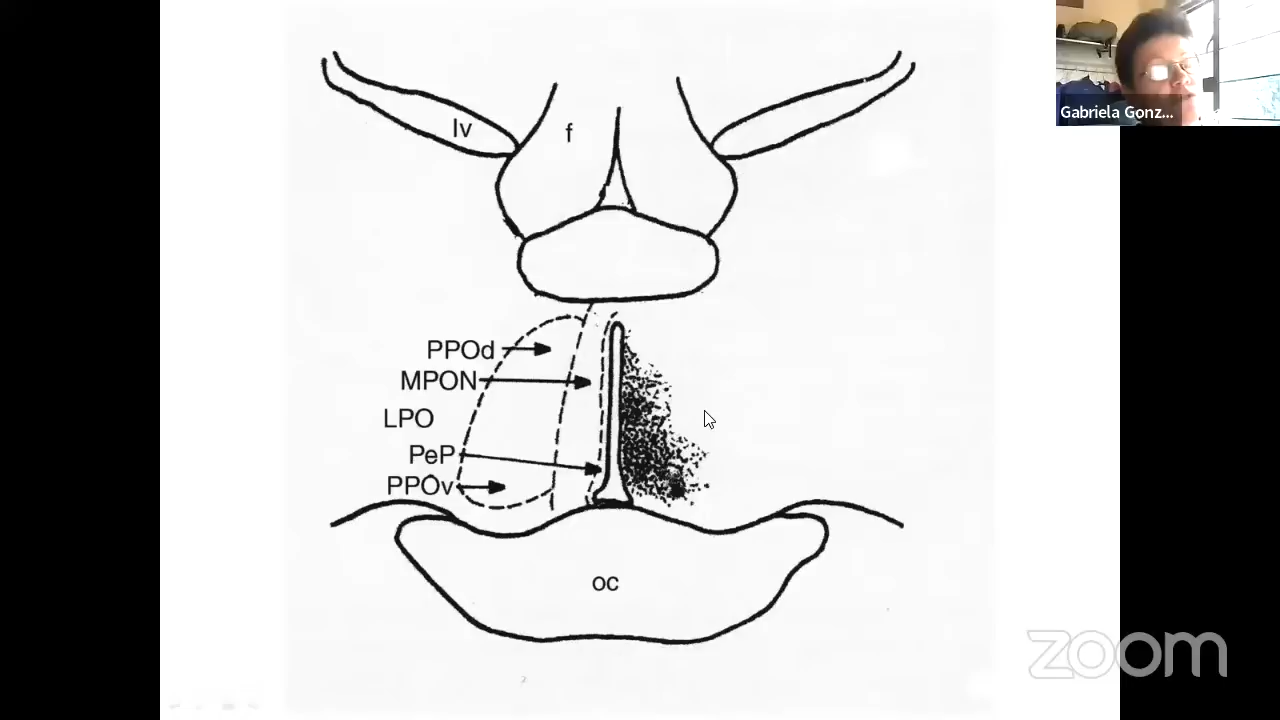 Gabriela Gonz...
lv
f
PPOd
MPON
LPO
PeP
PPOv
oc
zoom